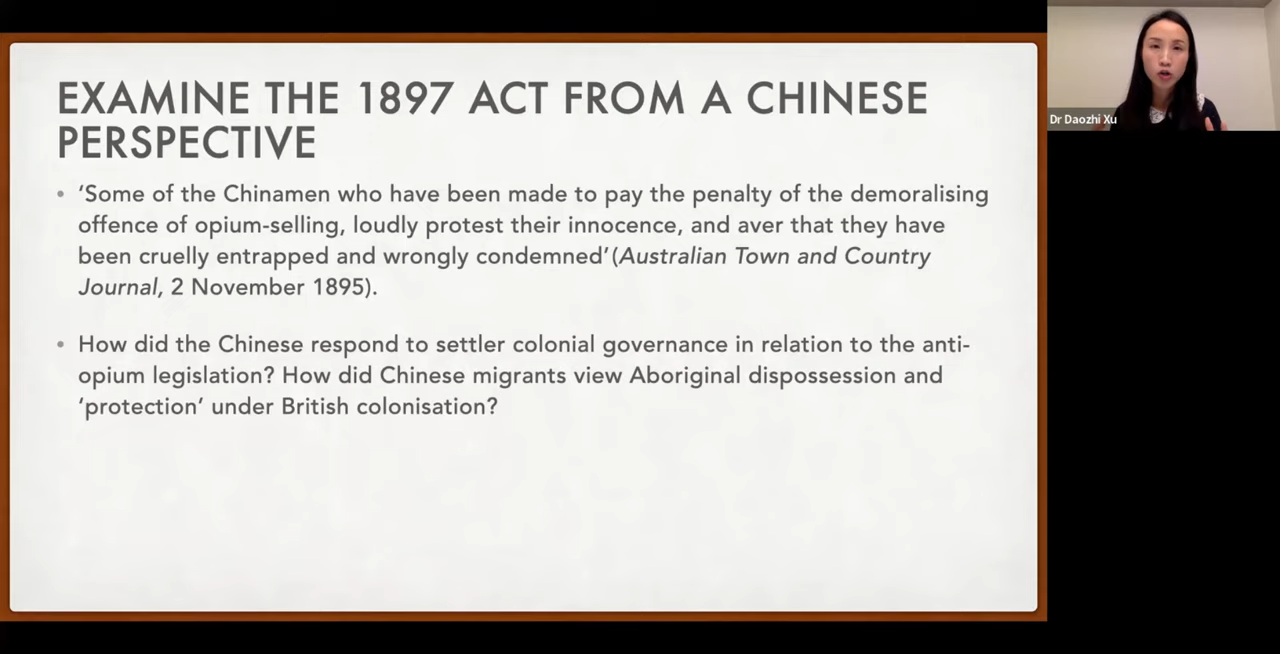 EXAMINE THE 1897 ACT FROM A CHINESE
PERSPECTIVE
• ‘Some of the Chinamen who have been made to pay the penalty of the demoralising
offence of opium-selling, loudly protest their innocence, and aver that they have
been cruelly entrapped and wrongly condemned’ (Australian Town and Country
Journal, 2 November 1895).
• How did the Chinese respond to settler colonial governance in relation to the anti-
opium legislation? How did Chinese migrants view Aboriginal dispossession and
‘protection’ under British colonisation?
Dr Daozhi Xu